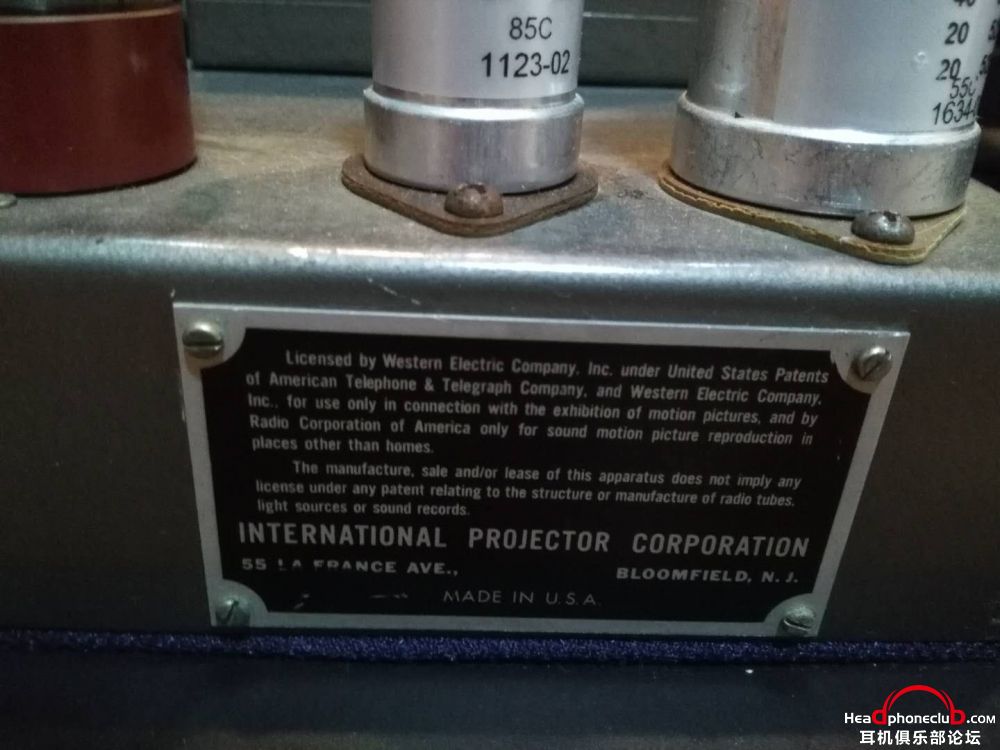 85C
1123-02
20
20
1634-
Licensed by Western Electric Company, Inc. under United States Patents
of American Telephone & Telegraph Company, and Western Electric Company,
Inc., for use only in connection with the exhibition of motion pictures, and by
Radio Corporation of America only for sound motion picture reproduction in
places other than homes.
The manufacture, sale and/or lease of this apparatus does not imply any
license under any patent relating to the structure or manufacture of radio tubes,
light sources or sound records.
INTERNATIONAL PROJECTOR CORPORATION
55 LA FRANCE AVE., BLOOMFIELD, N. J.
MADE IN U.S.A.
Headphoneclub.com
耳机俱乐部论坛